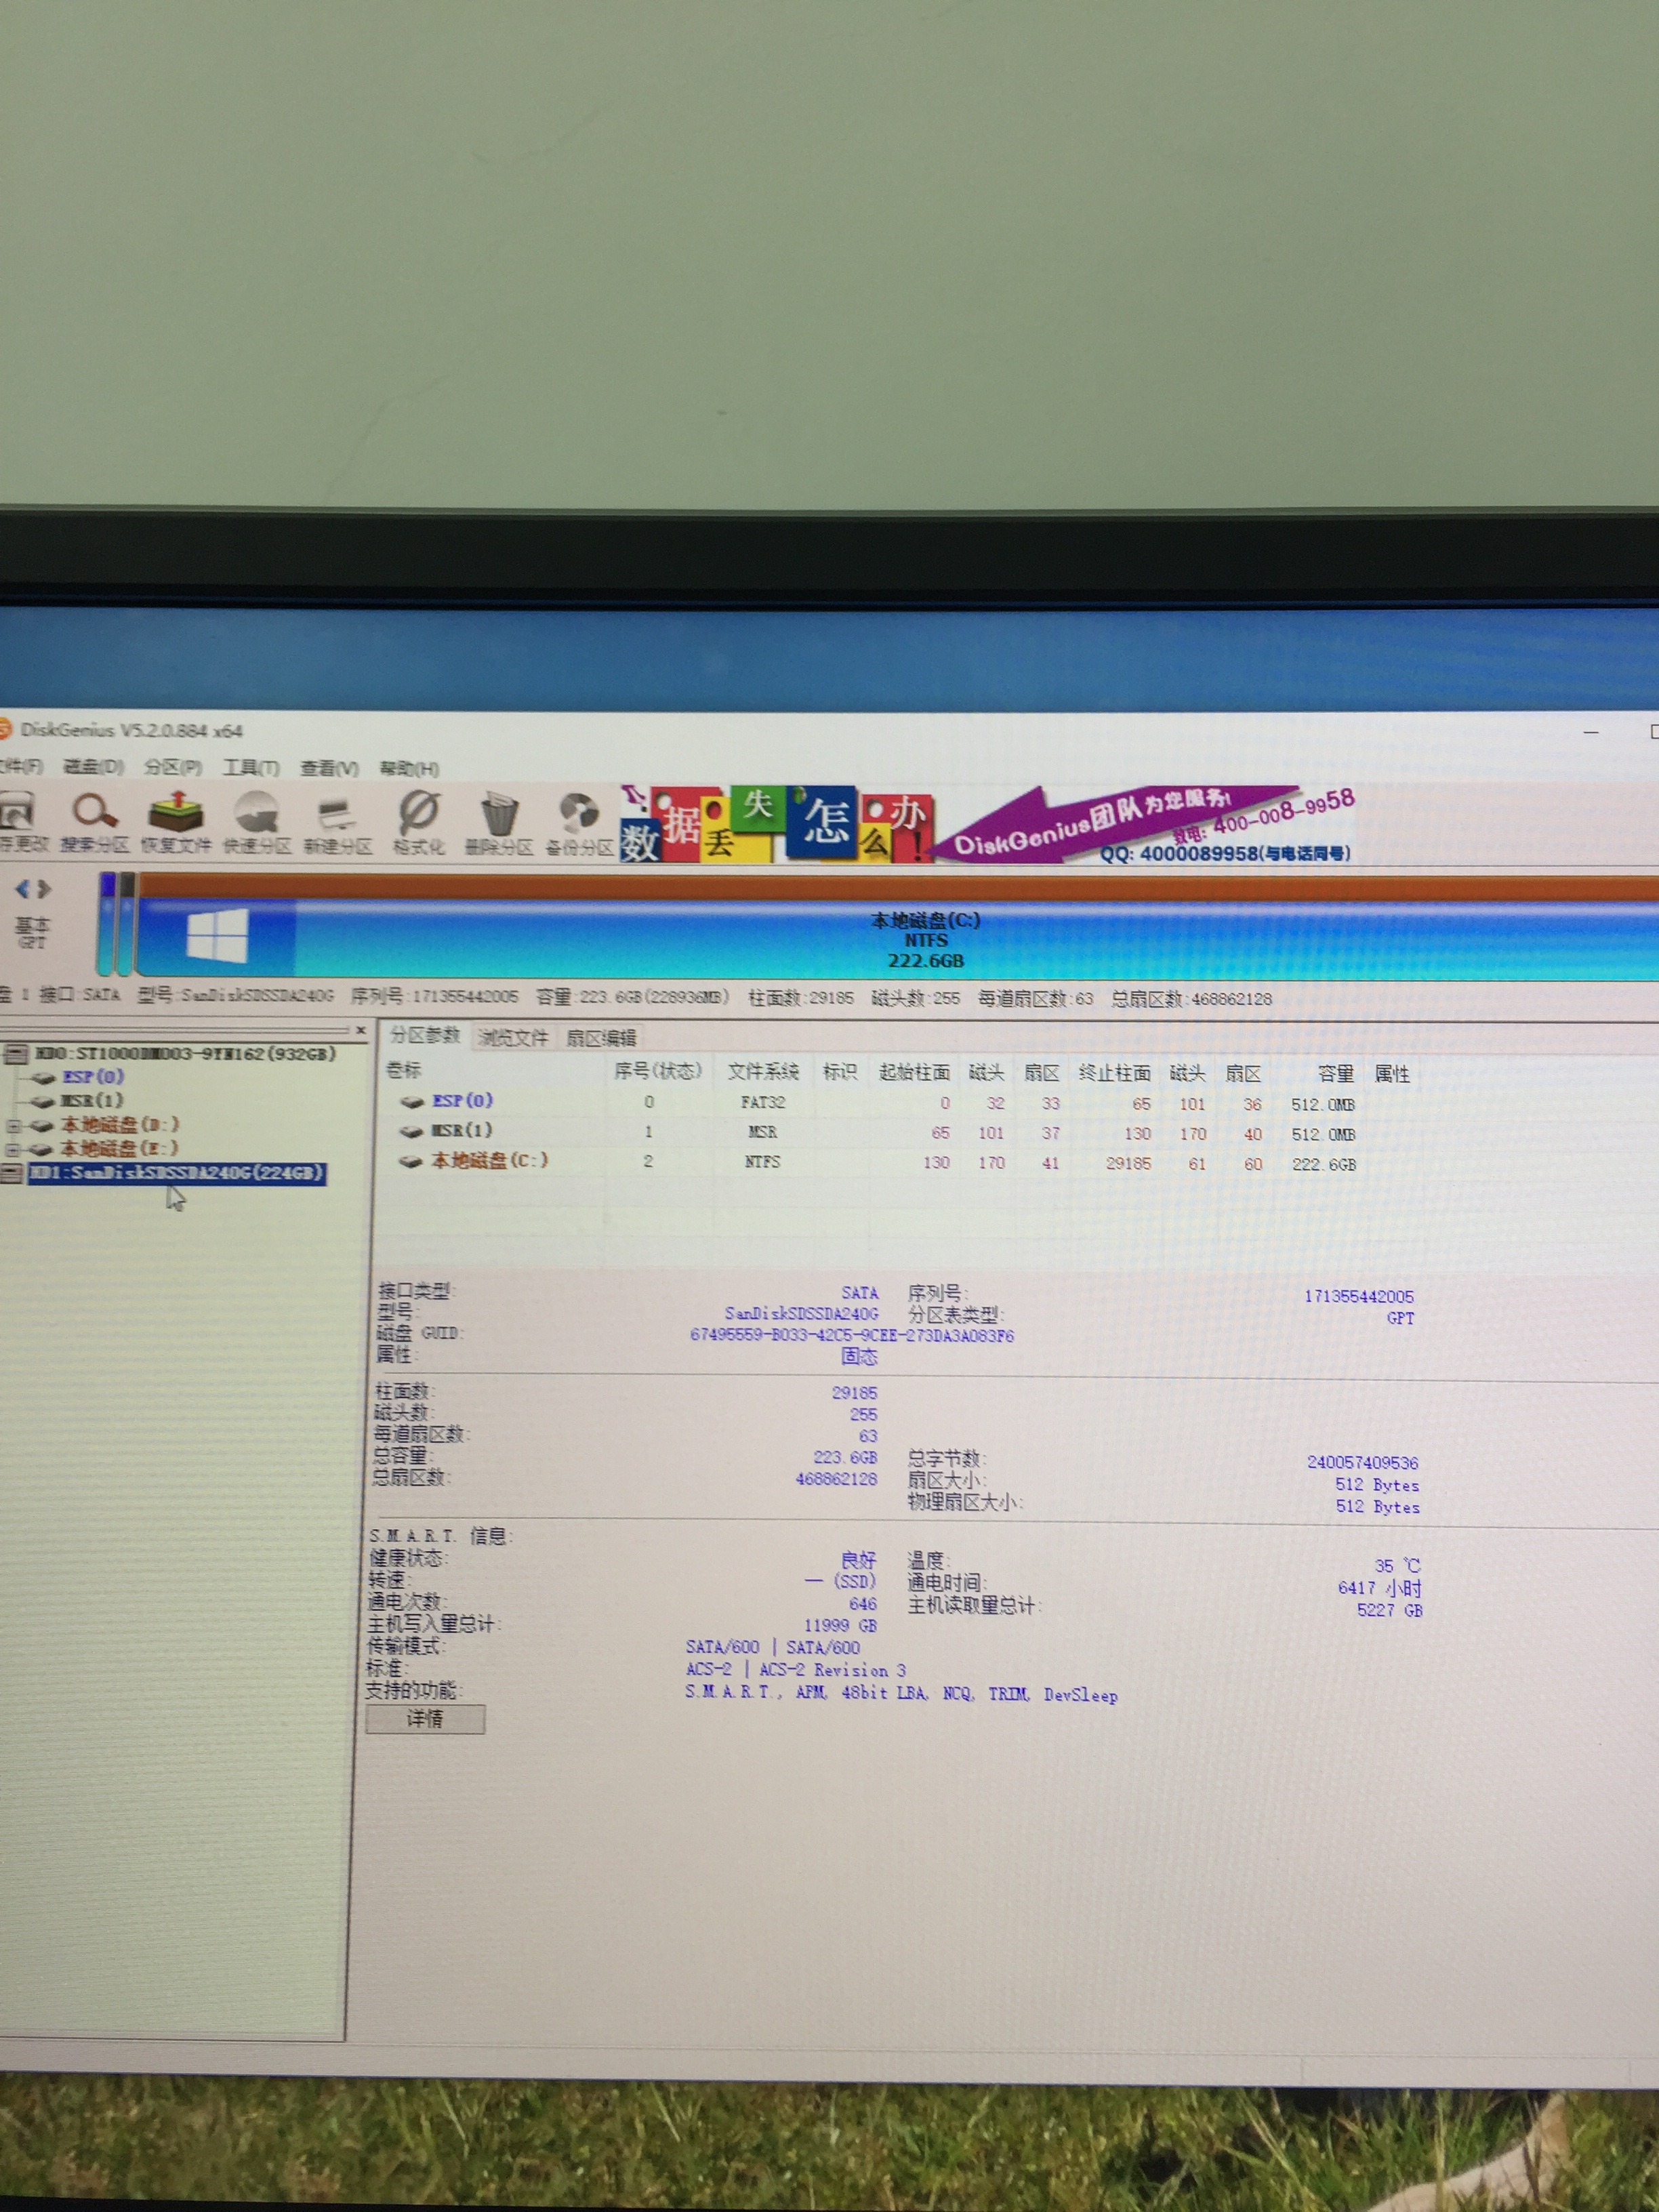 DiskGenius V5.2.0.884 x64
件(F) 磁盘(D) 分区(P) 工具(T) 查看(V) 帮助(H)
存更改 搜索分区 恢复文件 快速分区 新建分区 格式化 删除分区 备份分区
数据丢失怎么办!
DiskGenius团队为您服务!
致电: 400-008-9958
QQ: 4000089958(与电话同号)
基本
GPT
本地磁盘(C:)
NTFS
222.6GB
盘 1 接口:SATA 型号:SanDiskSDSSDA240G 序列号:171355442005 容量:223.6GB(228936MB) 柱面数:29185 磁头数:255 每道扇区数:63 总扇区数:468862128
HD0:ST1000DM003-9YN162(932GB)
ESP(0)
MSR(1)
本地磁盘(D:)
本地磁盘(E:)
HD1:SanDiskSDSSDA240G(224GB)
分区参数 浏览文件 扇区编辑
卷标 序号(状态) 文件系统 标识 起始柱面 磁头 扇区 终止柱面 磁头 扇区 容量 属性
ESP(0) 0 FAT32 0 32 33 65 101 36 512.0MB
MSR(1) 1 MSR 65 101 37 130 170 40 512.0MB
本地磁盘(C:) 2 NTFS 130 170 41 29185 61 60 222.6GB
接口类型: SATA 序列号: 171355442005
型号: SanDiskSDSSDA240G 分区表类型: GPT
磁盘 GUID: 67495559-B033-42C5-9CEE-273DA3A083F6
属性: 固态
柱面数: 29185
磁头数: 255
每道扇区数: 63
总容量: 223.6GB 总字节数: 240057409536
总扇区数: 468862128 扇区大小: 512 Bytes
物理扇区大小: 512 Bytes
S.M.A.R.T. 信息:
健康状态: 良好 温度: 35 ℃
转速: — (SSD) 通电时间: 6417 小时
通电次数: 646 主机读取量总计: 5227 GB
主机写入量总计: 11999 GB
传输模式: SATA/600 | SATA/600
标准: ACS-2 | ACS-2 Revision 3
支持的功能: S.M.A.R.T., APM, 48bit LBA, NCQ, TRIM, DevSleep
详情